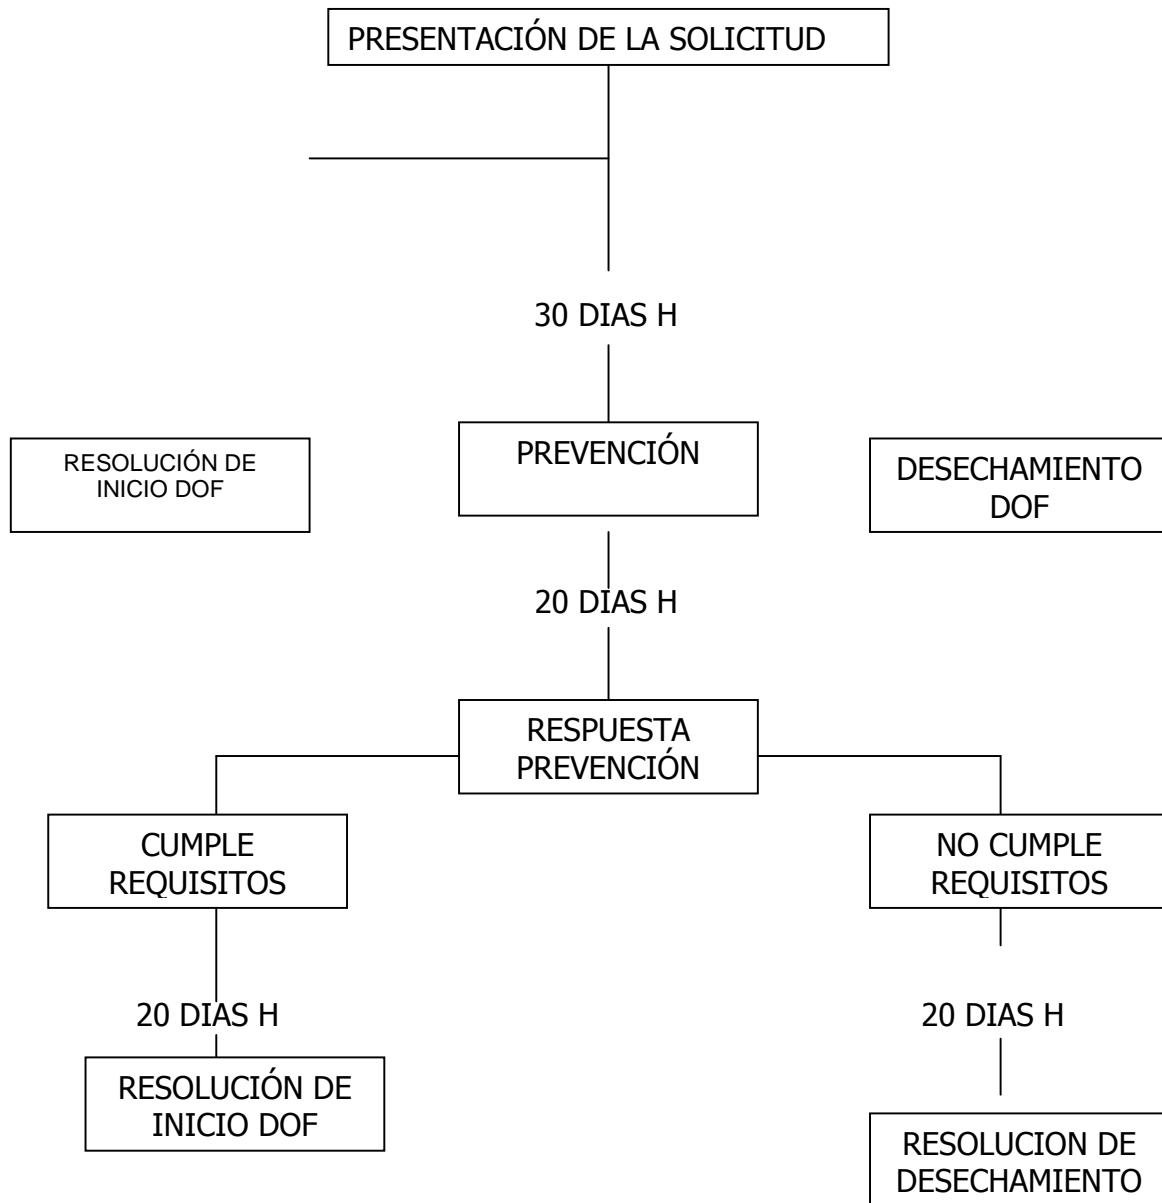 PRESENTACIÓN DE LA SOLICITUD
30 DIAS H
RESOLUCIÓN DE
INICIO DOF
PREVENCIÓN
DESECHAMIENTO
DOF
20 DIAS H
RESPUESTA
PREVENCIÓN
CUMPLE
REQUISITOS
NO CUMPLE
REQUISITOS
20 DIAS H
20 DIAS H
RESOLUCIÓN DE
INICIO DOF
RESOLUCION DE
DESECHAMIENTO